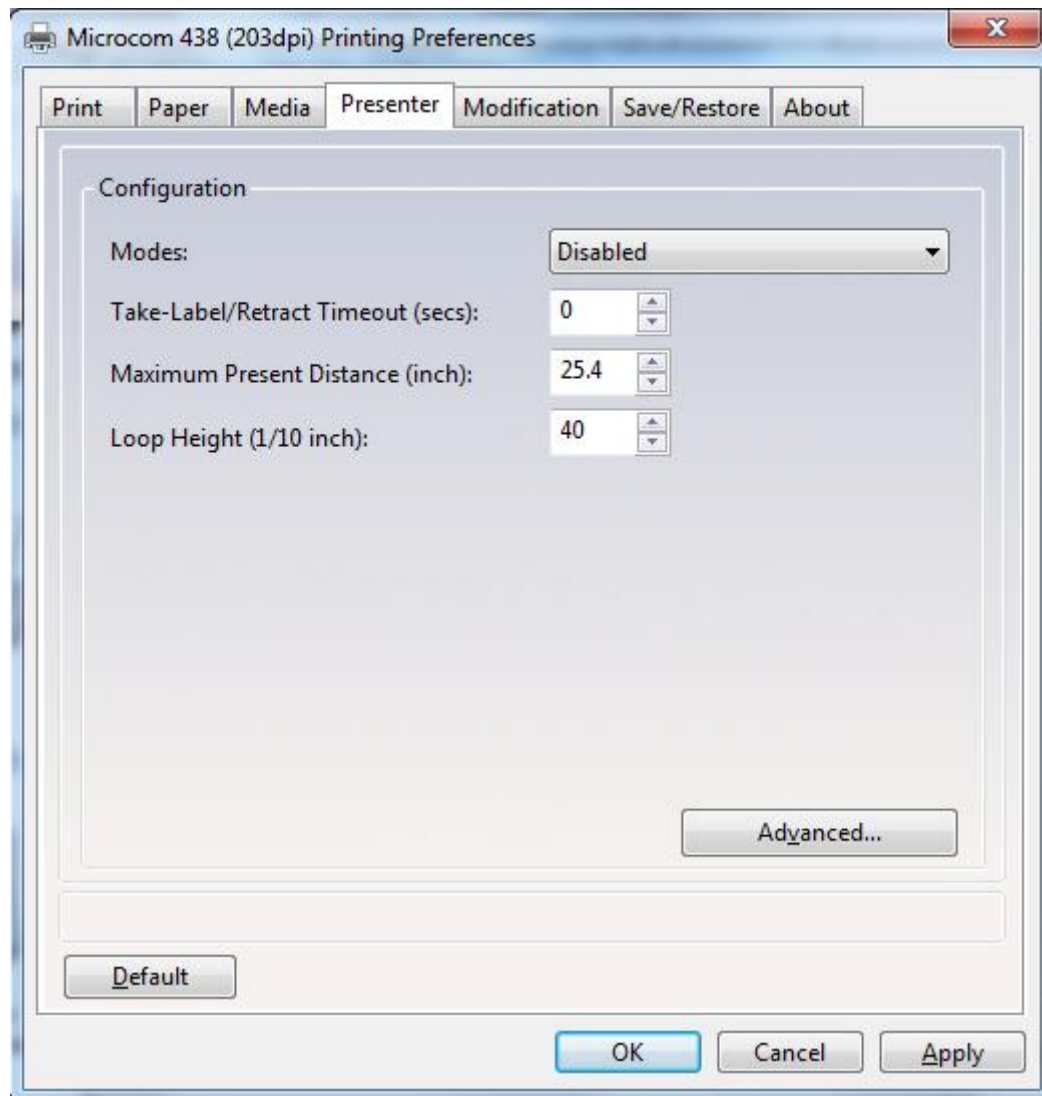 Microcom 438 (203dpi) Printing Preferences
Print Paper Media Presenter Modification Save/Restore About
Configuration
Modes: Disabled
Take-Label/Retract Timeout (secs): 0
Maximum Present Distance (inch): 25.4
Loop Height (1/10 inch): 40
Advanced...
Default
OK Cancel Apply